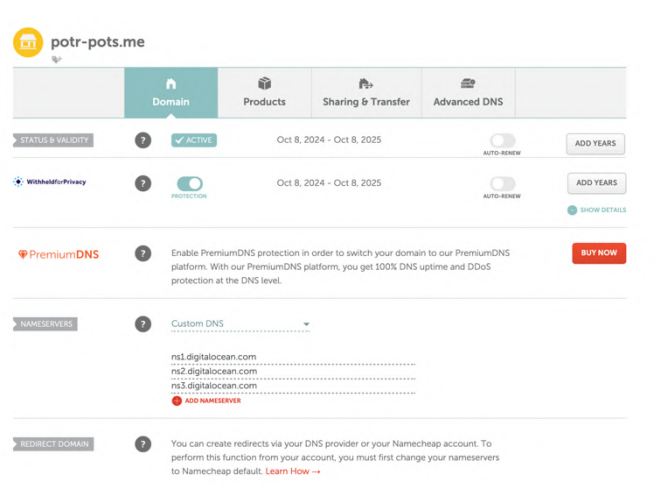 potr-pots.me
Domain
Products
Sharing & Transfer
Advanced DNS
STATUS & VALIDITY
?
ACTIVE
Oct 8, 2024 - Oct 8, 2025
AUTO-RENEW
ADD YEARS
WithheldforPrivacy
?
PROTECTION
Oct 8, 2024 - Oct 8, 2025
AUTO-RENEW
ADD YEARS
SHOW DETAILS
PremiumDNS
?
Enable PremiumDNS protection in order to switch your domain to our PremiumDNS
platform. With our PremiumDNS platform, you get 100% DNS uptime and DDoS
protection at the DNS level.
BUY NOW
NAMESERVERS
?
Custom DNS
ns1.digitalocean.com
ns2.digitalocean.com
ns3.digitalocean.com
ADD NAMESERVER
REDIRECT DOMAIN
?
You can create redirects via your DNS provider or your Namecheap account. To
perform this function from your account, you must first change your nameservers
to Namecheap default. Learn How →